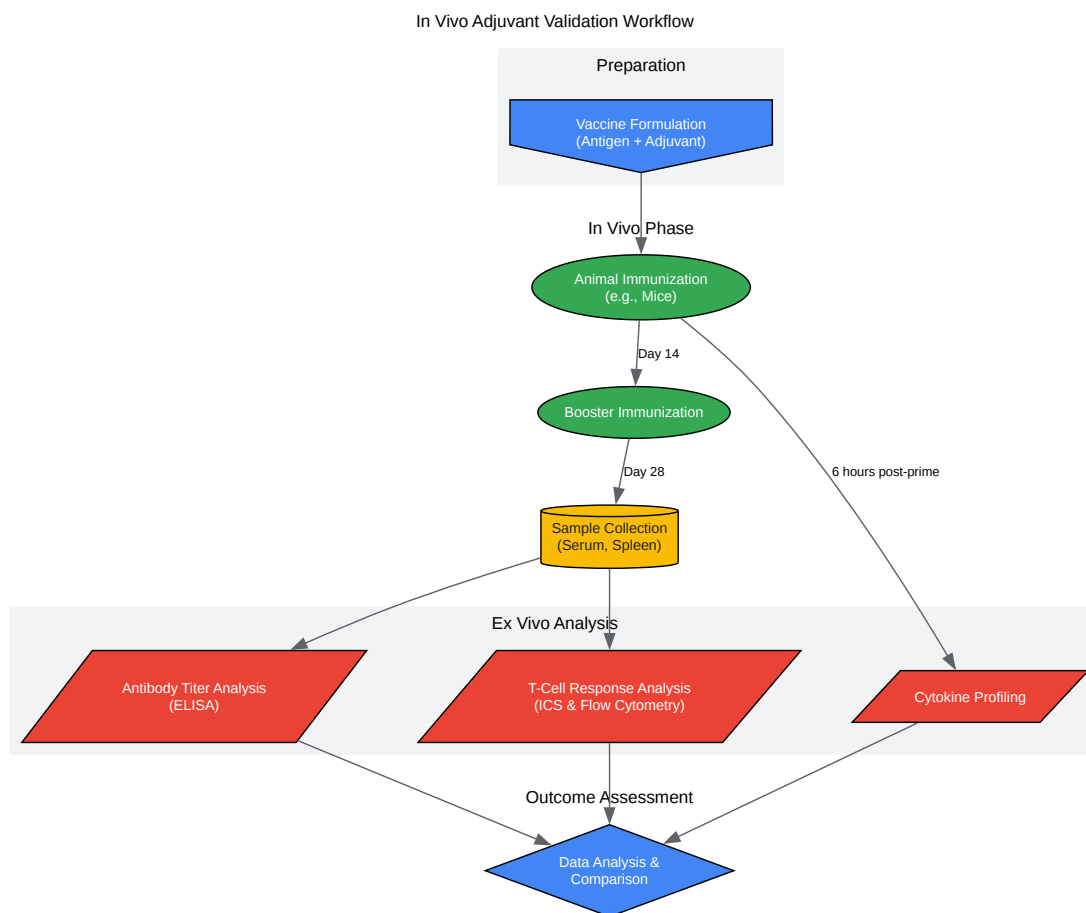 In Vivo Adjuvant Validation Workflow
Preparation
Vaccine Formulation
(Antigen + Adjuvant)
In Vivo Phase
Animal Immunization
(e.g., Mice)
Day 14
Booster Immunization
Day 28
6 hours post-prime
Sample Collection
(Serum, Spleen)
Ex Vivo Analysis
Antibody Titer Analysis
(ELISA)
T-Cell Response Analysis
(ICS & Flow Cytometry)
Cytokine Profiling
Outcome Assessment
Data Analysis &
Comparison